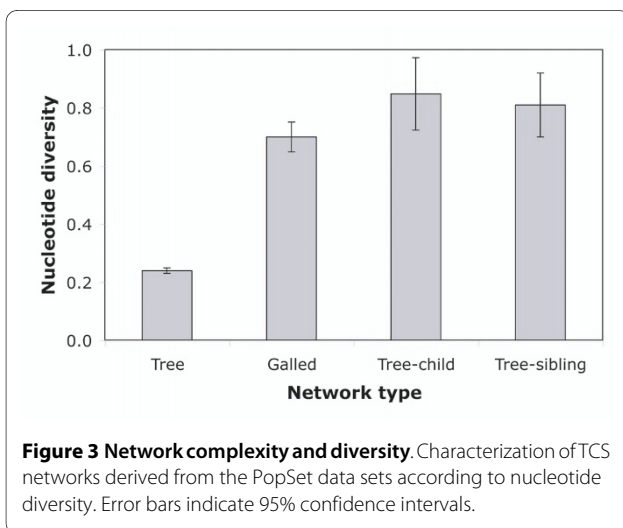 1.0
0.8
0.6
0.4
0.2
0.0
Nucleotide diversity
Tree Galled Tree-child Tree-sibling
Network type
Figure 3 Network complexity and diversity. Characterization of TCS
networks derived from the PopSet data sets according to nucleotide
diversity. Error bars indicate 95% confidence intervals.